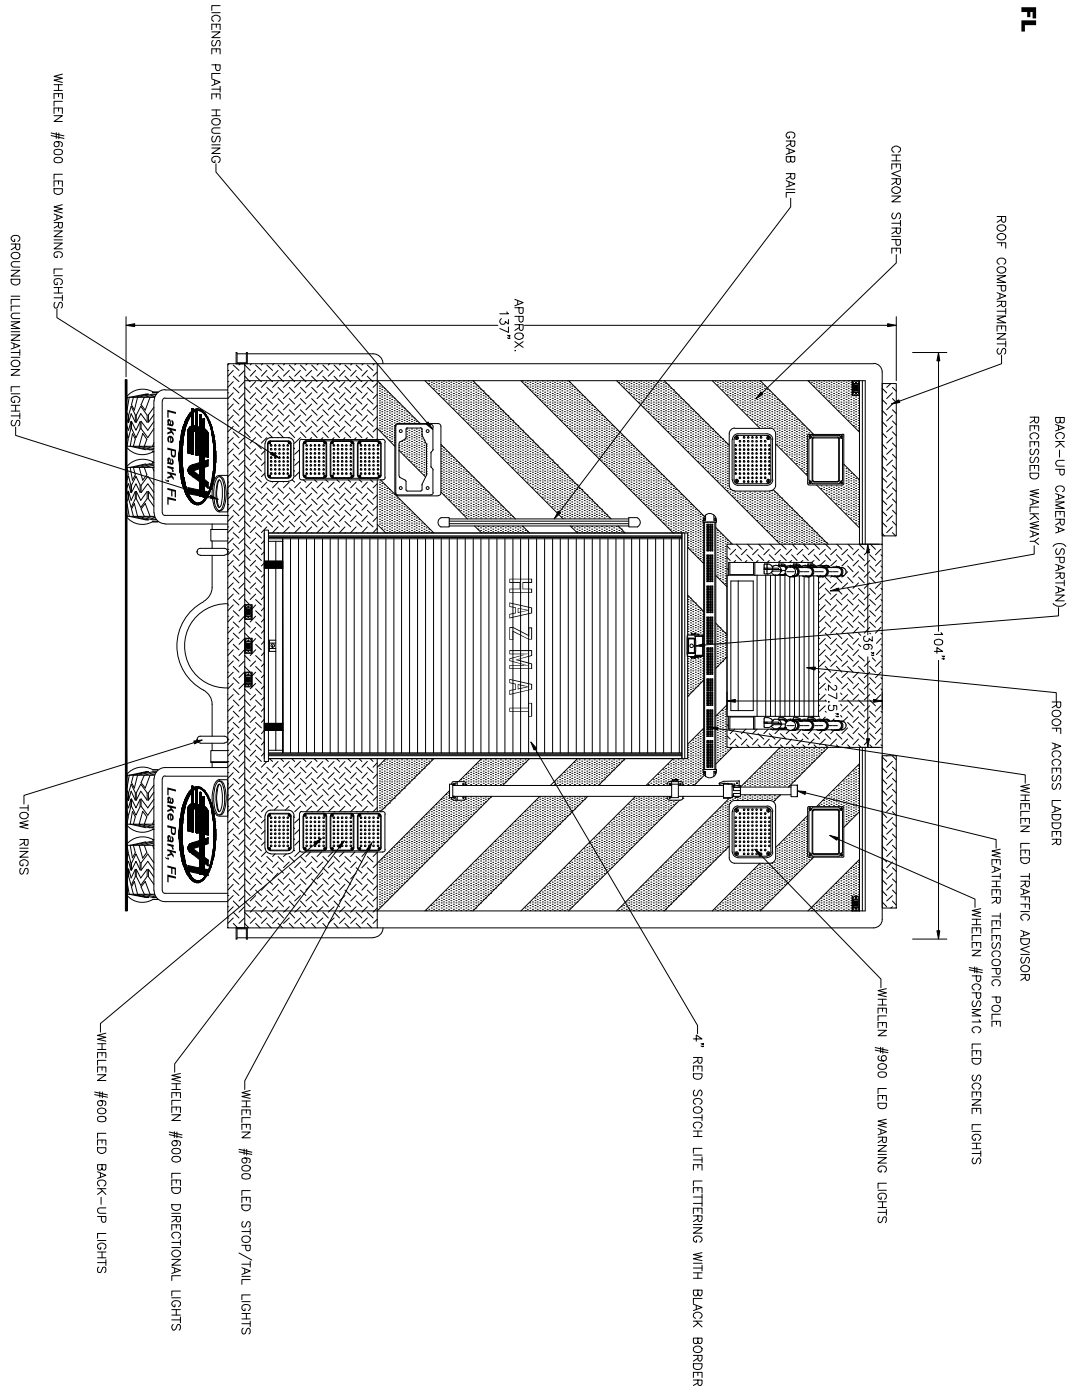 FL
BACK-UP CAMERA (SPARTAN)
RECESSED WALKWAY
ROOF COMPARTMENTS
CHEVRON STRIPE
GRAB RAIL
LICENSE PLATE HOUSING
WHELEN #600 LED WARNING LIGHTS
GROUND ILLUMINATION LIGHTS
APPROX.
137"
104"
36"
27.5"
HAZMAT
LAB
Lake Park, FL
LAB
Lake Park, FL
ROOF ACCESS LADDER
WHELEN LED TRAFFIC ADVISOR
WEATHER TELESCOPIC POLE
WHELEN #PCPSM1C LED SCENE LIGHTS
WHELEN #900 LED WARNING LIGHTS
4" RED SCOTCH LITE LETTERING WITH BLACK BORDER
WHELEN #600 LED STOP/TAIL LIGHTS
WHELEN #600 LED DIRECTIONAL LIGHTS
WHELEN #600 LED BACK-UP LIGHTS
TOW RINGS